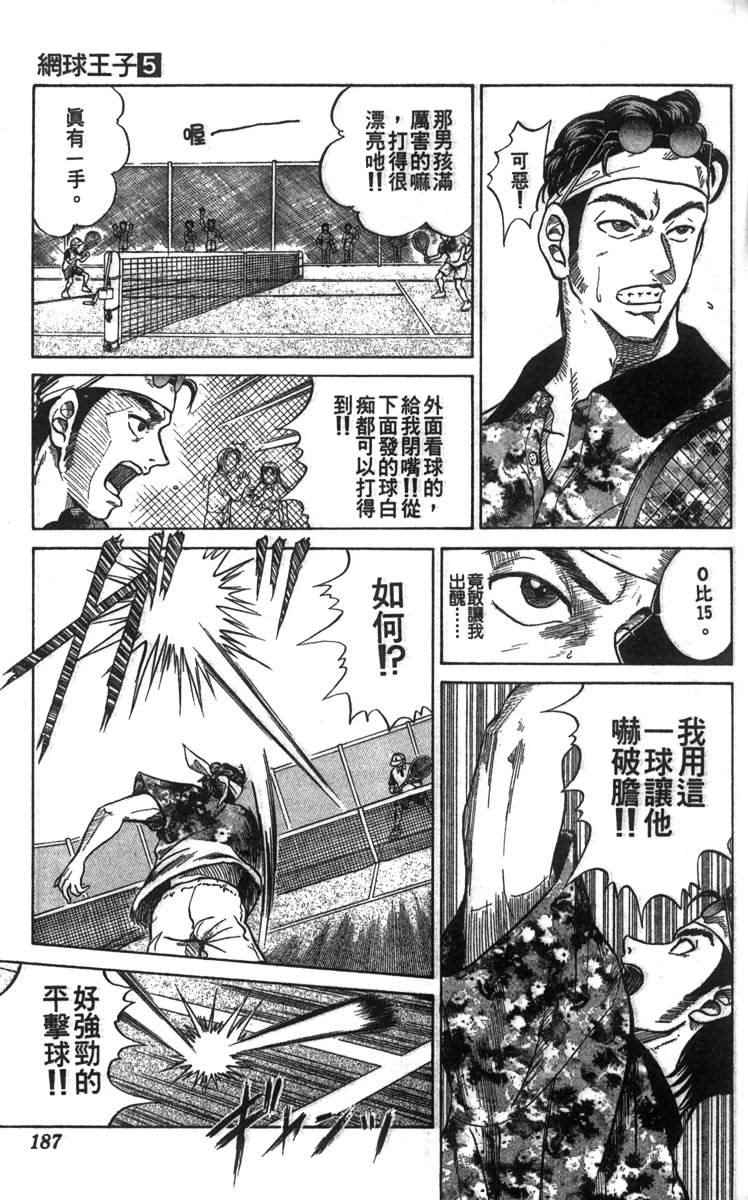 網球王子5
可惡！
那男孩滿
厲害的嘛
，打得很
漂亮吔!!
喔
真有一手。
外面看球的，
給我閉嘴!!從
下面發的球白
痴都可以打得
到!!
0比15。
竟敢讓我
出醜……
我用這
一球讓他
嚇破膽!!
如何!?
好強勁的
平擊球!!
187